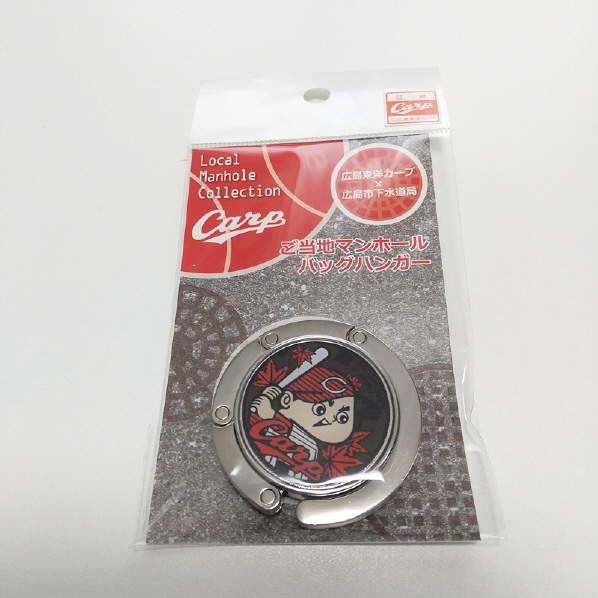 Carp
Local
Manhole
Collection
Carp
広島東洋カープ
×
広島市下水道局
ご当地マンホール
バッグハンガー
C
Carp